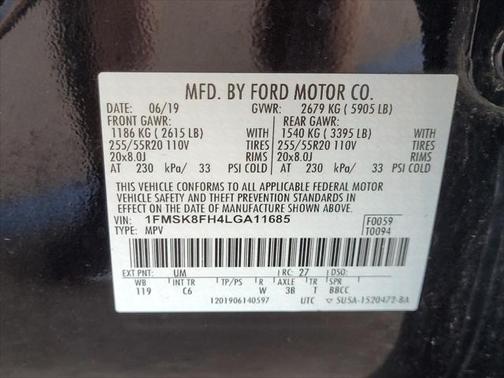 MFD. BY FORD MOTOR CO.
DATE: 06/19 GVWR: 2679 KG ( 5905 LB)
FRONT GAWR: REAR GAWR:
1186 KG ( 2615 LB) WITH 1540 KG ( 3395 LB) WITH
255/55R20 110V TIRES 255/55R20 110V TIRES
20x8.0J RIMS 20x8.0J RIMS
AT 230 kPa/ 33 PSI COLD AT 230 kPa/ 33 PSI COLD
THIS VEHICLE CONFORMS TO ALL APPLICABLE FEDERAL MOTOR
VEHICLE SAFETY AND THEFT PREVENTION STANDARDS IN EFFECT
ON THE DATE OF MANUFACTURE SHOWN ABOVE.
VIN: 1FMSK8FH4LGA11685 F0059
TYPE: MPV T0094
EXT PNT: UM RC: 27 DSO:
WB INT TR TP/PS R AXLE TR
119 C6 W 3B T BBCC
1201906140597 UTC SU5A-1520472-BA